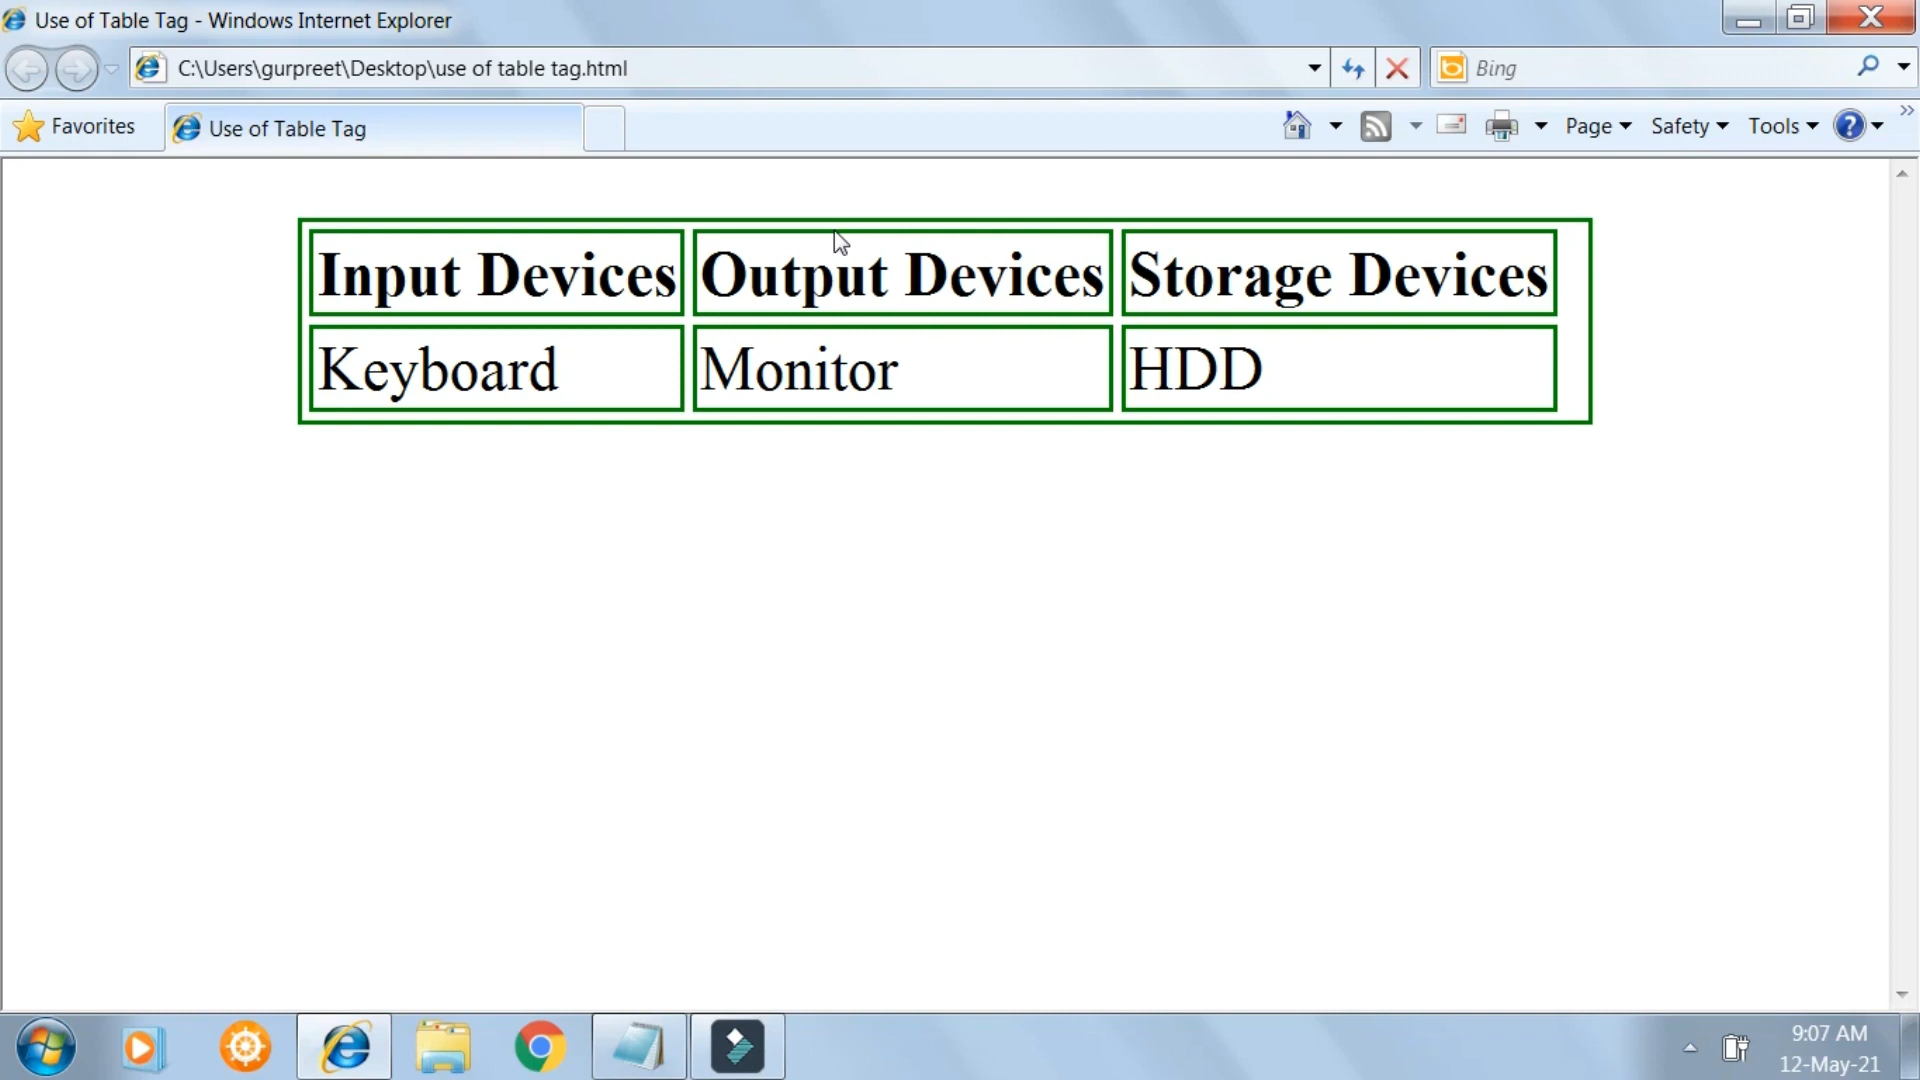 Use of Table Tag - Windows Internet Explorer
C:\Users\gurpreet\Desktop\use of table tag.html
Bing
Favorites
Use of Table Tag
Page
Safety
Tools
Input Devices Output Devices Storage Devices
Keyboard Monitor HDD
9:07 AM
12-May-21